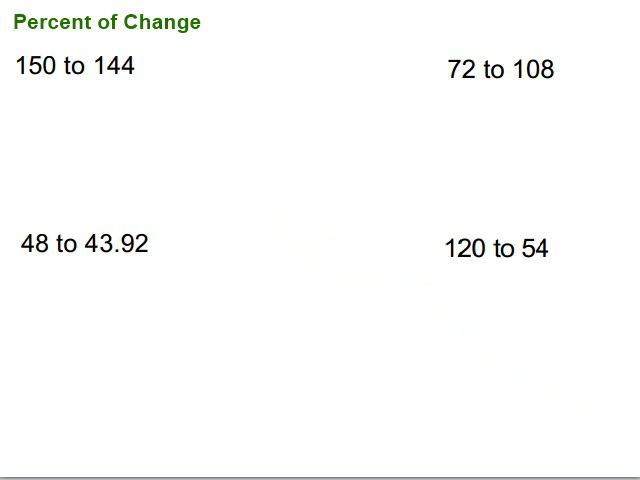 Percent of Change
150 to 144
72 to 108
48 to 43.92
120 to 54